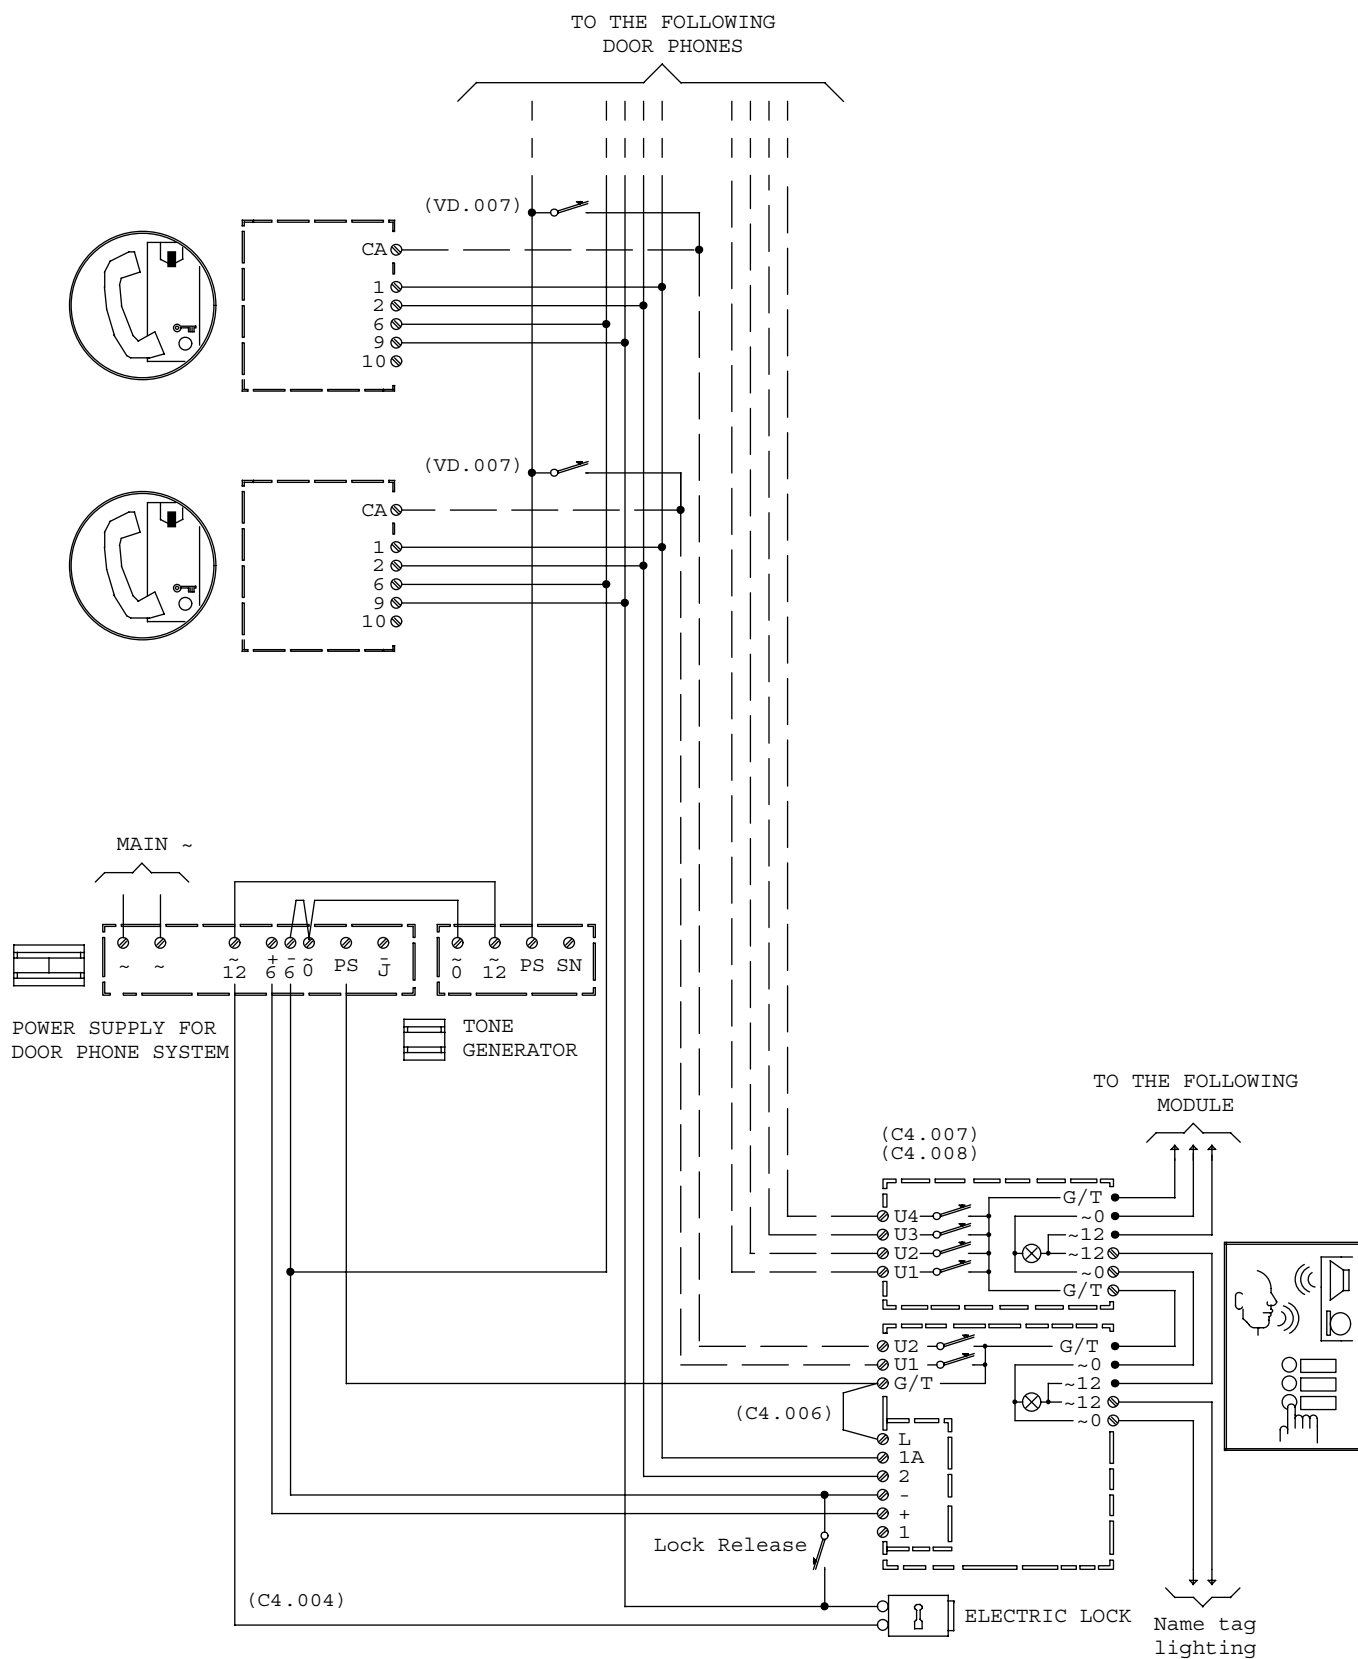 TO THE FOLLOWING
DOOR PHONES
(VD.007)
CA
1
2
6
9
10
(VD.007)
CA
1
2
6
9
10
MAIN ~
~ ~ ~ + - ~ PS -
12 6 6 0 J
~ ~ PS SN
0 12
POWER SUPPLY FOR
DOOR PHONE SYSTEM
TONE
GENERATOR
TO THE FOLLOWING
MODULE
(C4.007)
(C4.008)
G/T
U4 ~0
U3 ~12
U2 ~12
U1 ~0
G/T
U2 G/T
U1 ~0
G/T ~12
~12
(C4.006)
~0
L
1A
2
-
+
1
Lock Release
(C4.004)
ELECTRIC LOCK
Name tag
lighting